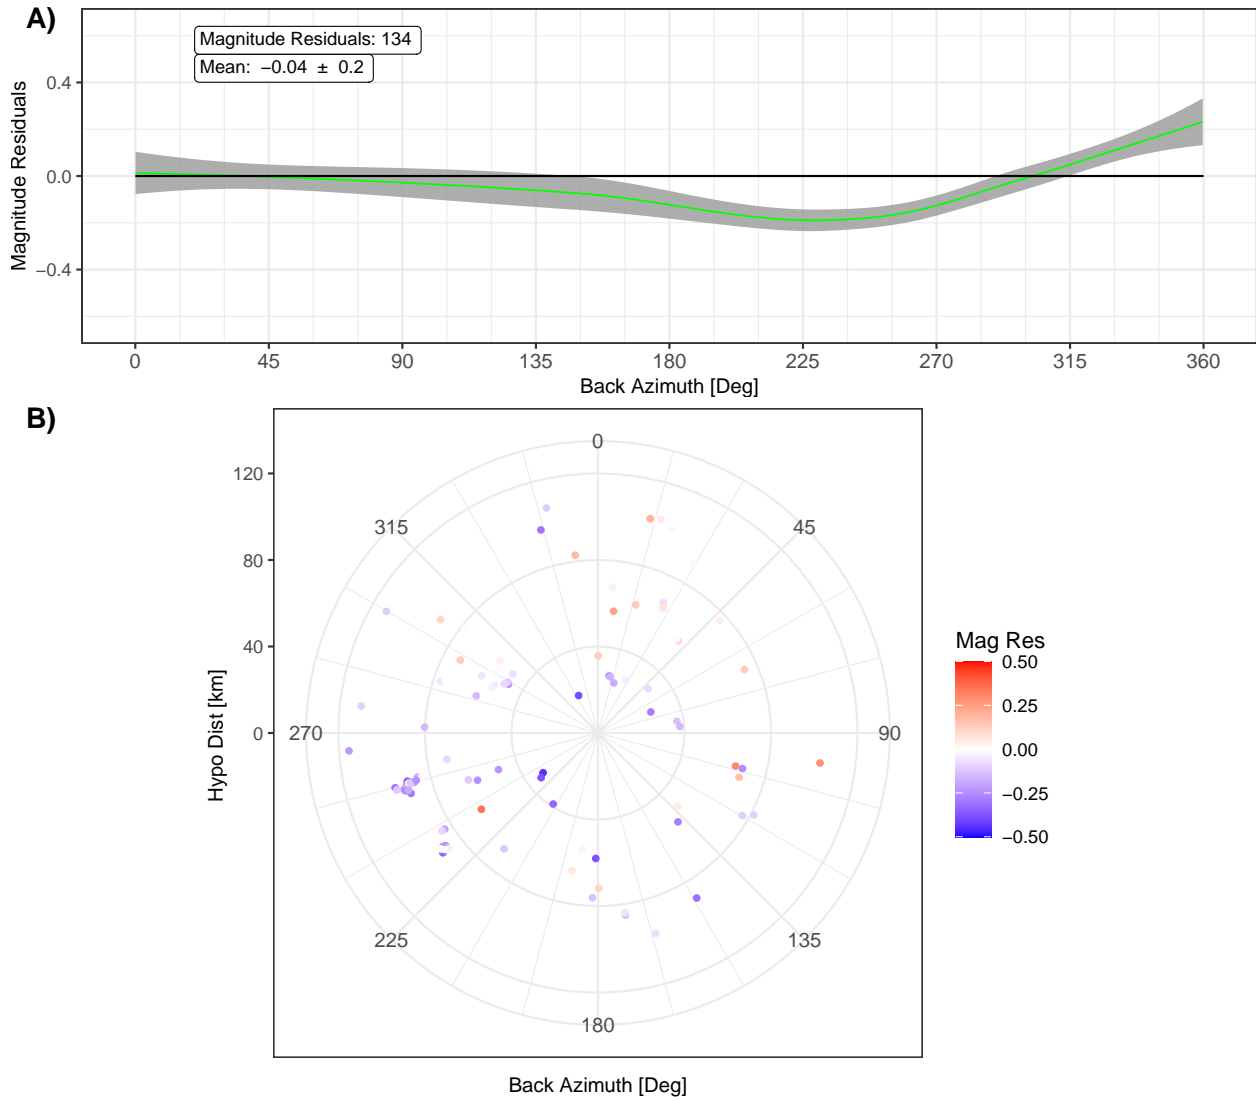 A)
Magnitude Residuals: 134
Mean: −0.04 ± 0.2
Magnitude Residuals
0.4
0.0
−0.4
0 45 90 135 180 225 270 315 360
Back Azimuth [Deg]
B)
Hypo Dist [km]
120
80
40
0
0
45
90
135
180
225
270
315
Back Azimuth [Deg]
Mag Res
0.50
0.25
0.00
−0.25
−0.50